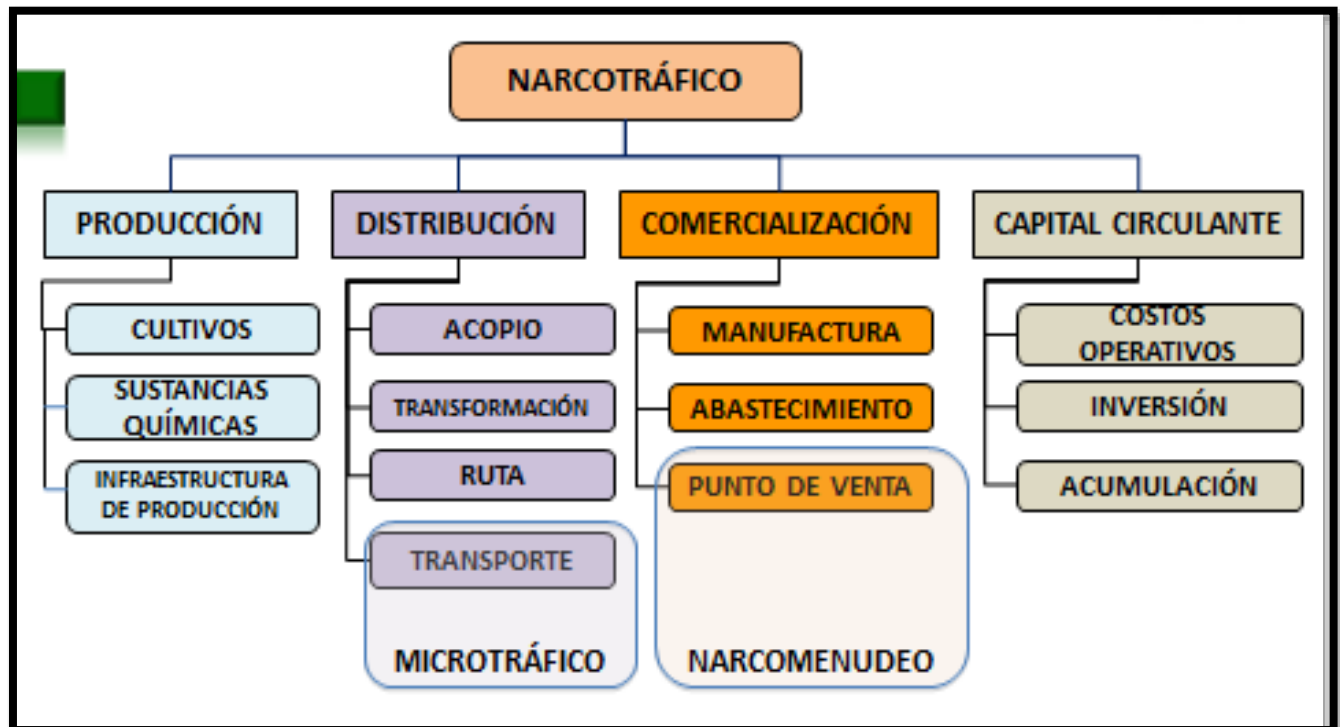 NARCOTRÁFICO
PRODUCCIÓN
DISTRIBUCIÓN
COMERCIALIZACIÓN
CAPITAL CIRCULANTE
CULTIVOS
SUSTANCIAS
QUÍMICAS
INFRAESTRUCTURA
DE PRODUCCIÓN
ACOPIO
TRANSFORMACIÓN
RUTA
TRANSPORTE
MICROTRÁFICO
MANUFACTURA
ABASTECIMIENTO
PUNTO DE VENTA
NARCOMENUDEO
COSTOS
OPERATIVOS
INVERSIÓN
ACUMULACIÓN